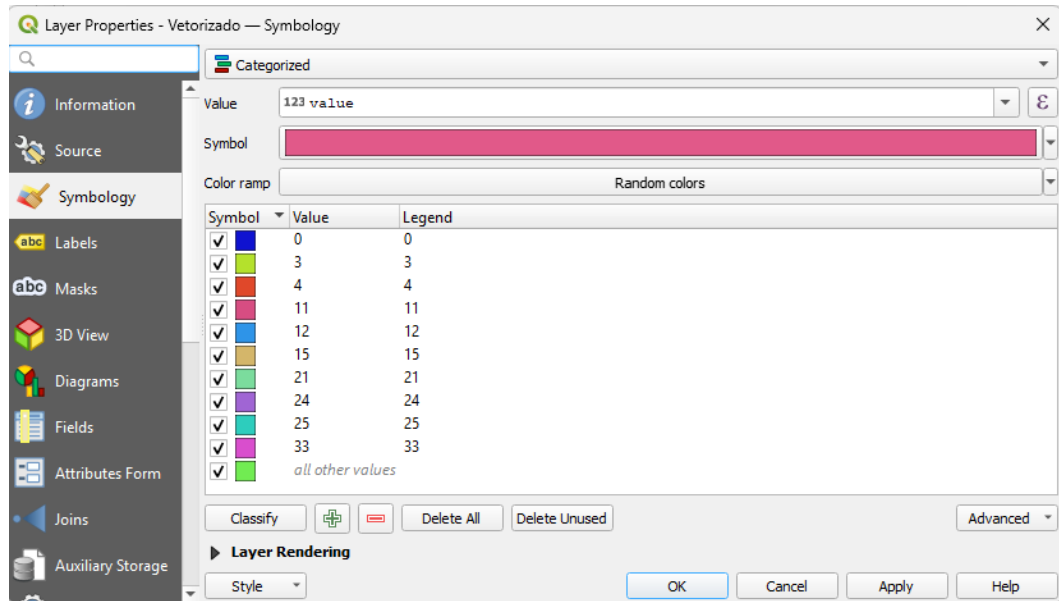 Layer Properties - Vetorizado — Symbology
Categorized
Information
Source
Symbology
abc Labels
abc Masks
3D View
Diagrams
Fields
Attributes Form
Joins
Auxiliary Storage
Value 123 value ε
Symbol
Color ramp Random colors
Symbol Value Legend
0 0
3 3
4 4
11 11
12 12
15 15
21 21
24 24
25 25
33 33
all other values
Classify Delete All Delete Unused Advanced
Layer Rendering
Style OK Cancel Apply Help